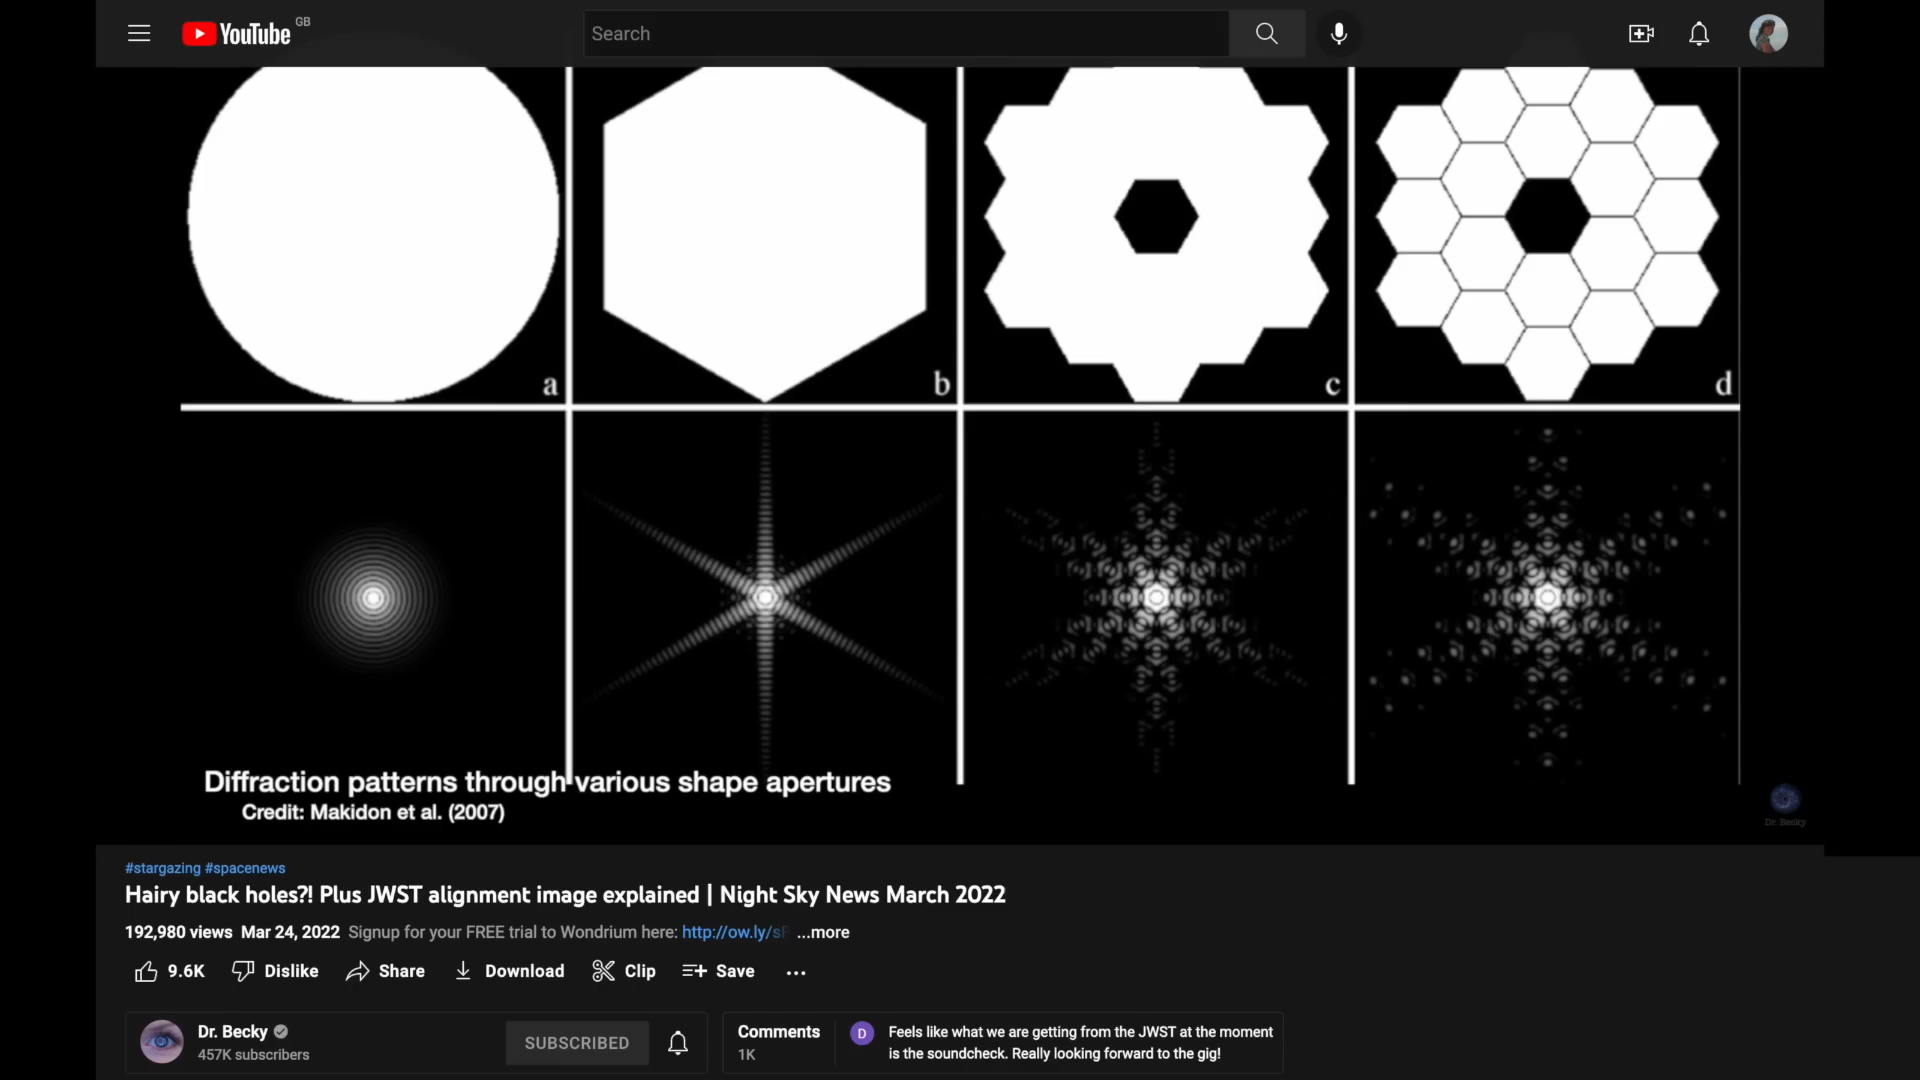 YouTube GB
Search
a
b
c
d
Diffraction patterns through various shape apertures
Credit: Makidon et al. (2007)
Dr. Becky
#stargazing #spacenews
Hairy black holes?! Plus JWST alignment image explained | Night Sky News March 2022
192,980 views Mar 24, 2022 Signup for your FREE trial to Wondrium here: http://ow.ly/sF ...more
9.6K Dislike Share Download Clip Save
Dr. Becky
457K subscribers
SUBSCRIBED
Comments
1K
D
Feels like what we are getting from the JWST at the moment
is the soundcheck. Really looking forward to the gig!